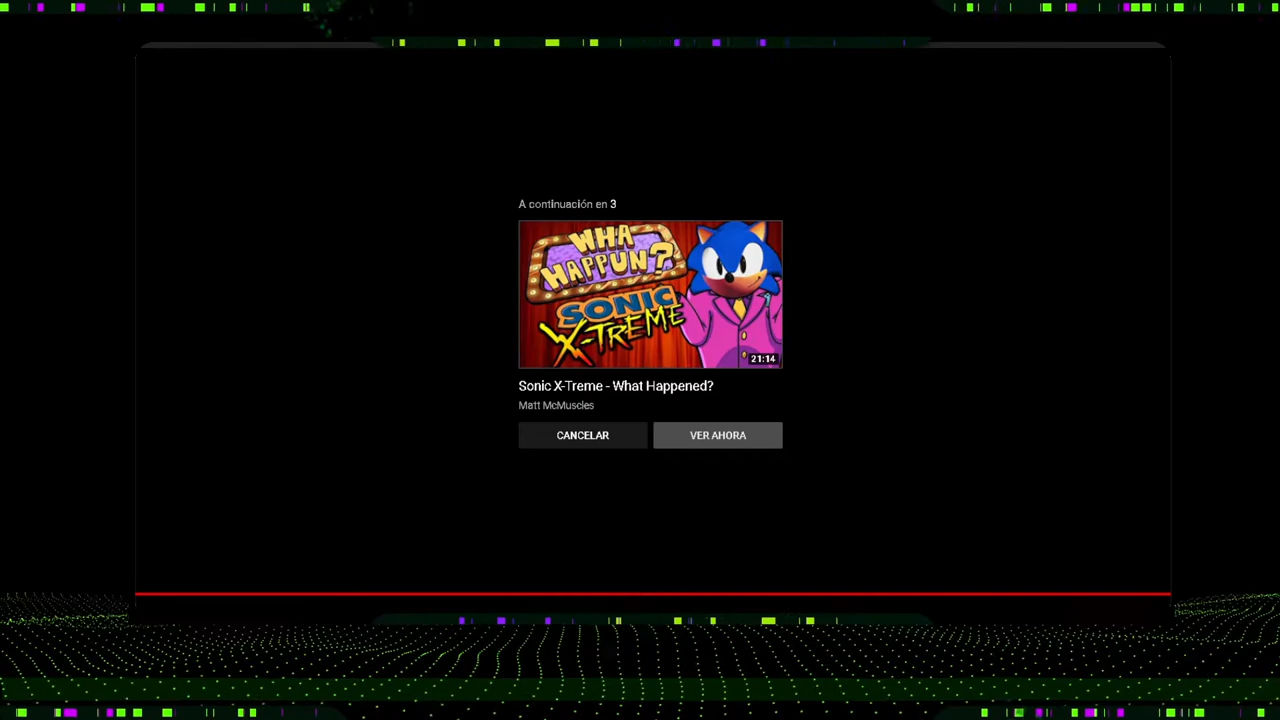 A continuación en 3
WHA
HAPPUN?
SONIC
X-TREME
21:14
Sonic X-Treme - What Happened?
Matt McMuscles
CANCELAR
VER AHORA